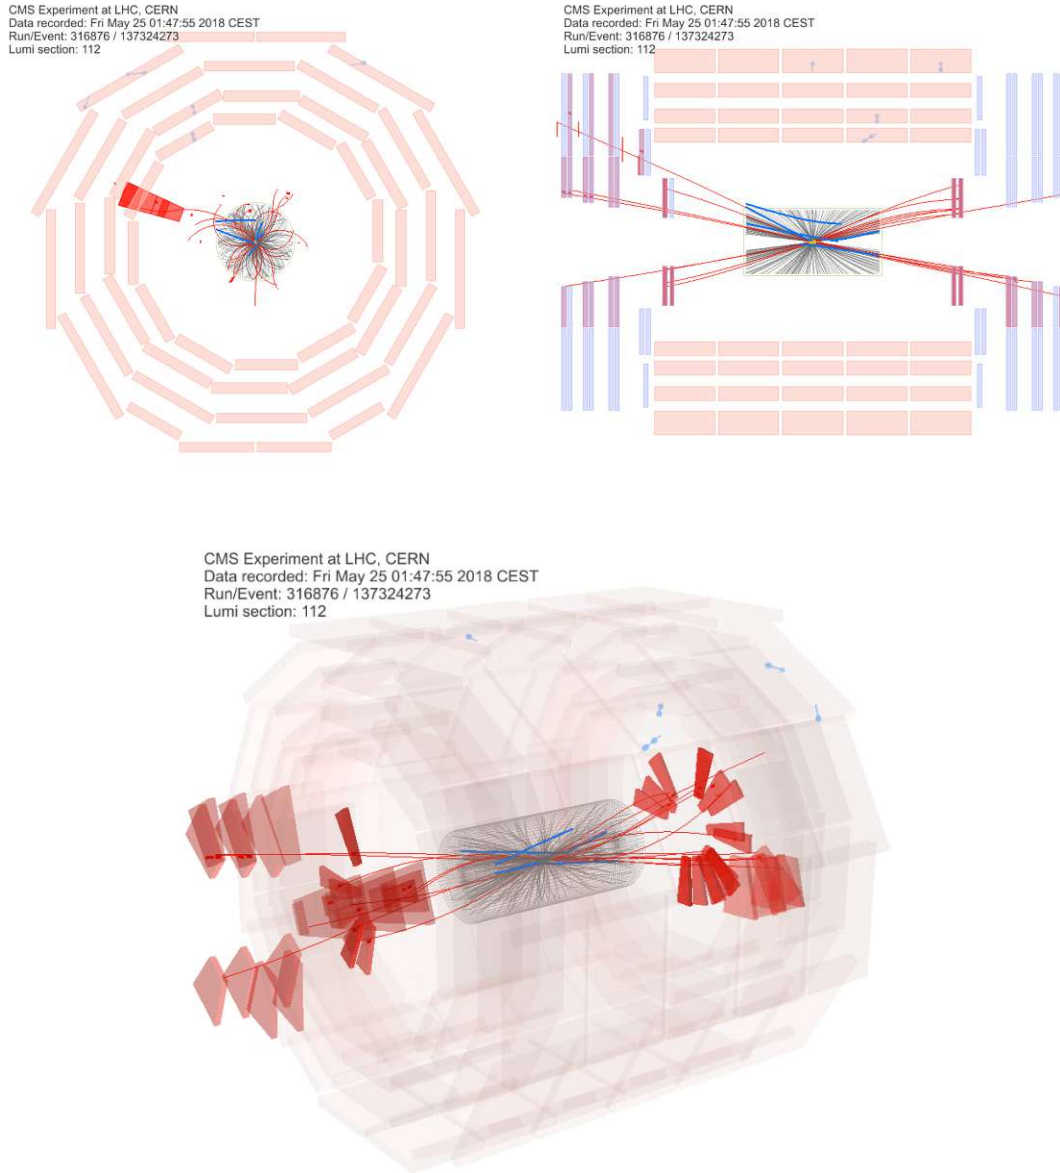 CMS Experiment at LHC, CERN
Data recorded: Fri May 25 01:47:55 2018 CEST
Run/Event: 316876 / 137324273
Lumi section: 112
CMS Experiment at LHC, CERN
Data recorded: Fri May 25 01:47:55 2018 CEST
Run/Event: 316876 / 137324273
Lumi section: 112
CMS Experiment at LHC, CERN
Data recorded: Fri May 25 01:47:55 2018 CEST
Run/Event: 316876 / 137324273
Lumi section: 112